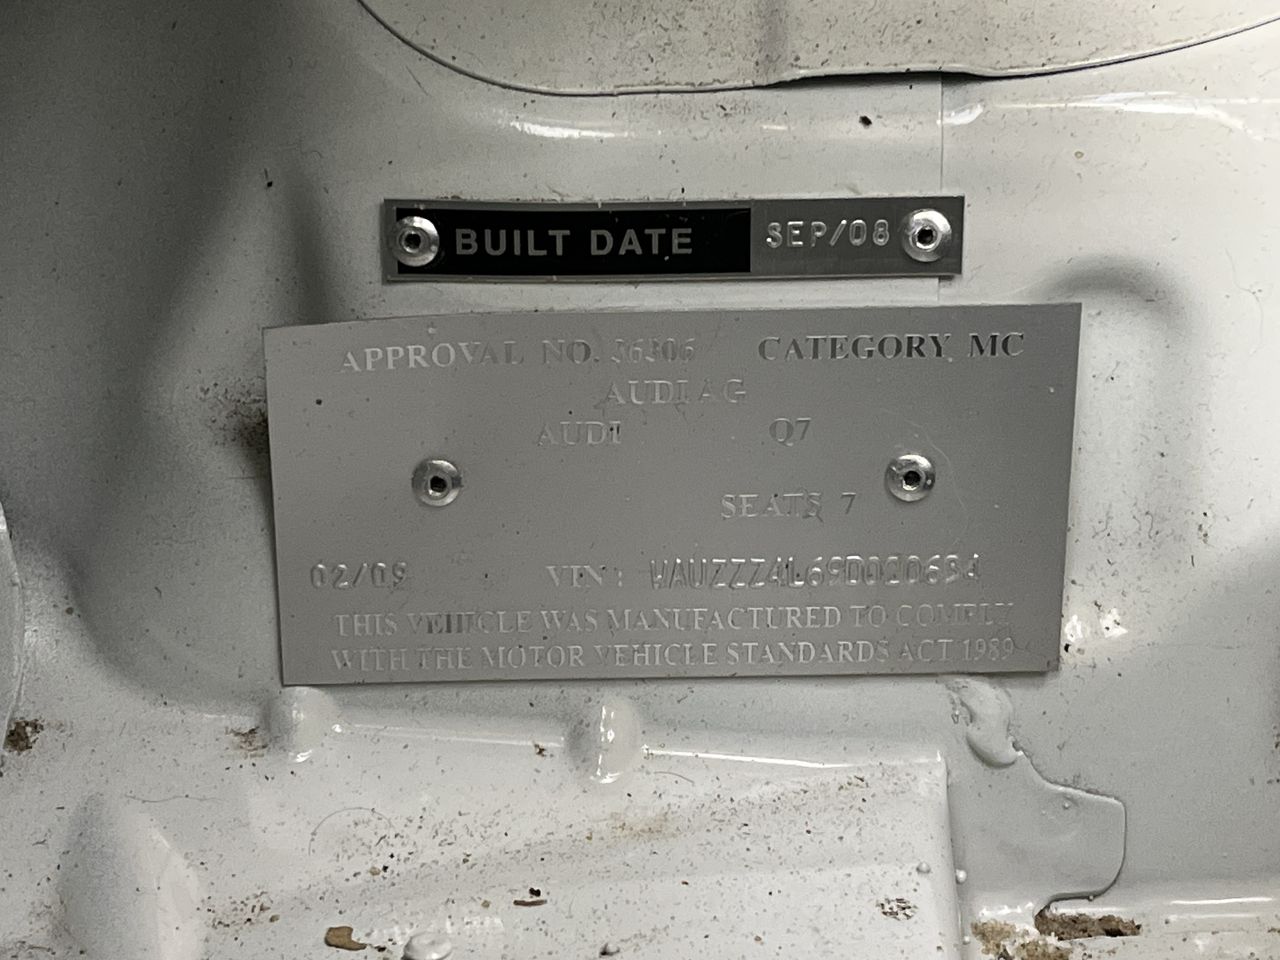 BUILT DATE SEP/08
APPROVAL NO. 36306 CATEGORY MC
AUDI AG
AUDI Q7
SEATS 7
02/09 VIN: WAUZZZ4L69D020694
THIS VEHICLE WAS MANUFACTURED TO COMPLY
WITH THE MOTOR VEHICLE STANDARDS ACT 1989